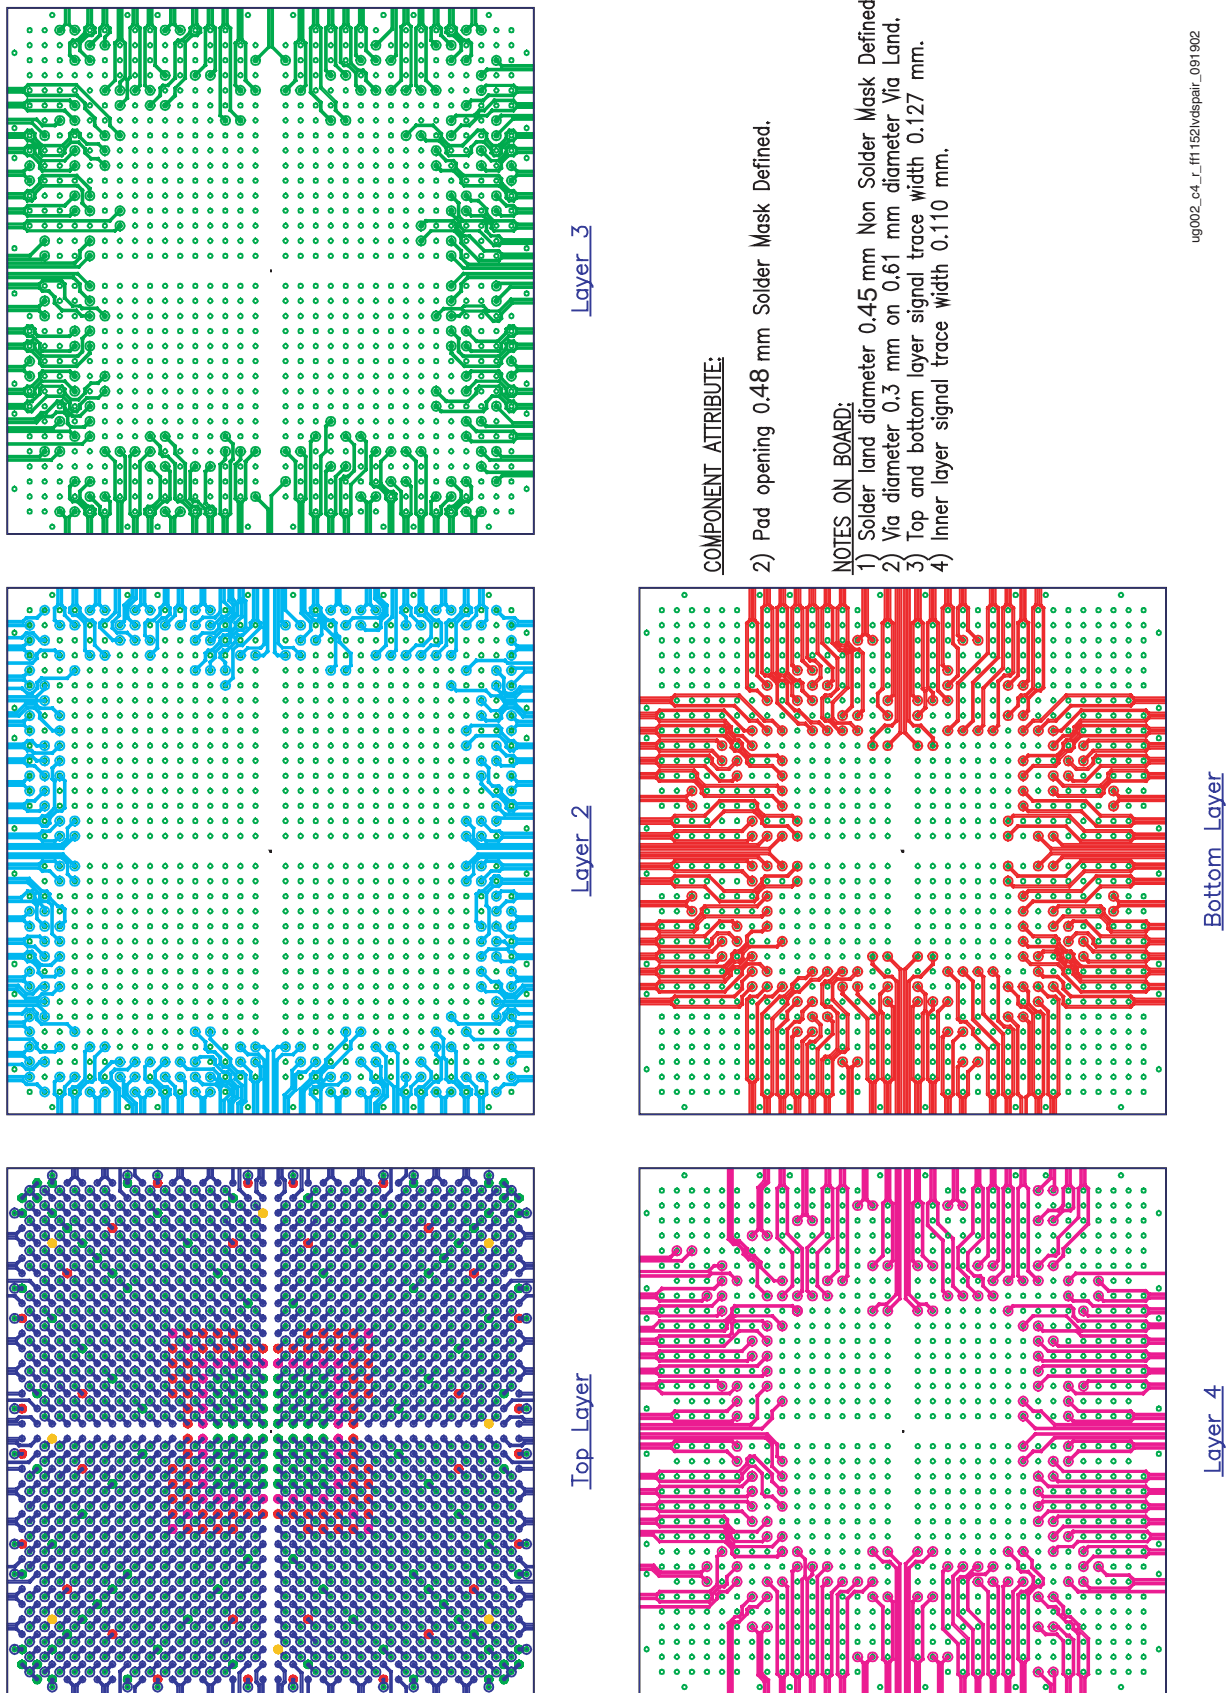 Top Layer
Layer 2
Layer 3
Layer 4
Bottom Layer
COMPONENT ATTRIBUTE:
2) Pad opening 0.48 mm Solder Mask Defined.
NOTES ON BOARD:
1) Solder land diameter 0.45 mm Non Solder Mask Defined
2) Via diameter 0.3 mm on 0.61 mm diameter Via Land.
3) Top and bottom layer signal trace width 0.127 mm.
4) Inner layer signal trace width 0.110 mm.
ug002_c4_r_ff1152lvdspair_091902